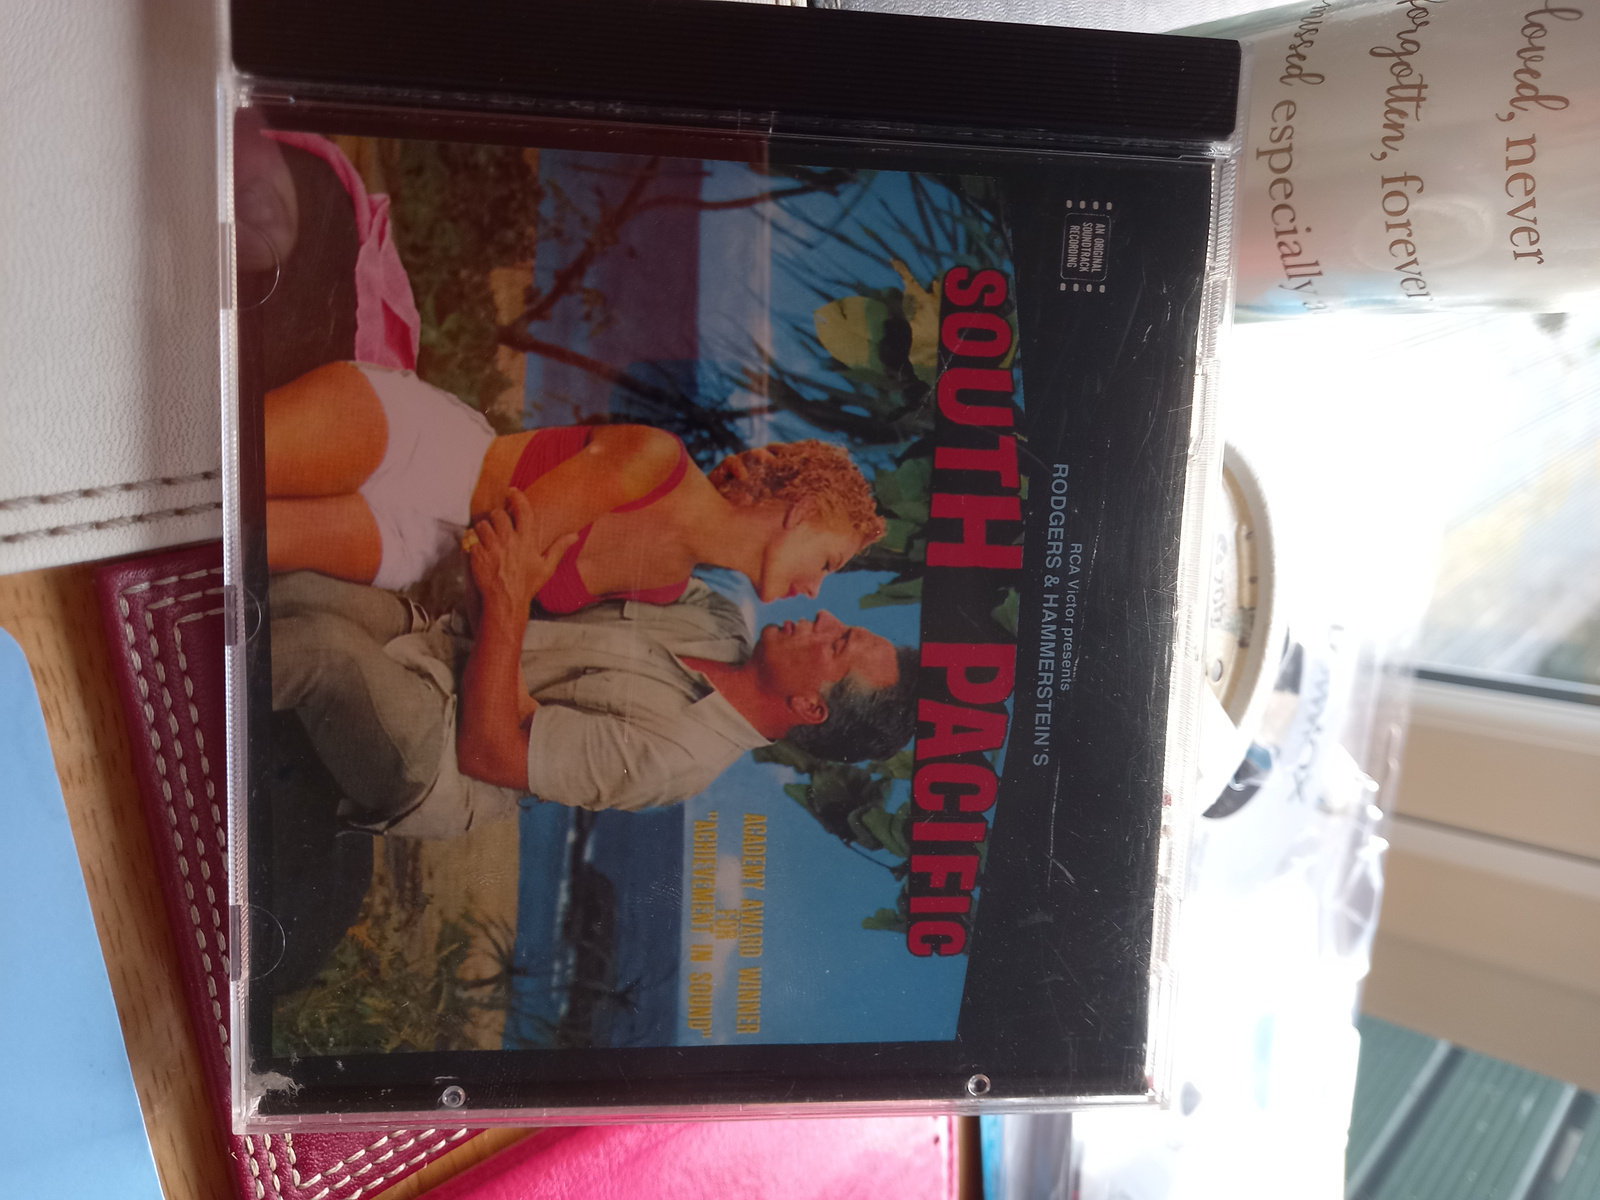 AN ORIGINAL
SOUNDTRACK
RECORDING
RCA Victor presents
RODGERS & HAMMERSTEIN'S
SOUTH PACIFIC
ACADEMY AWARD WINNER
FOR
"ACHIEVEMENT IN SOUND"
loved, never
forgotten, forever
missed especially